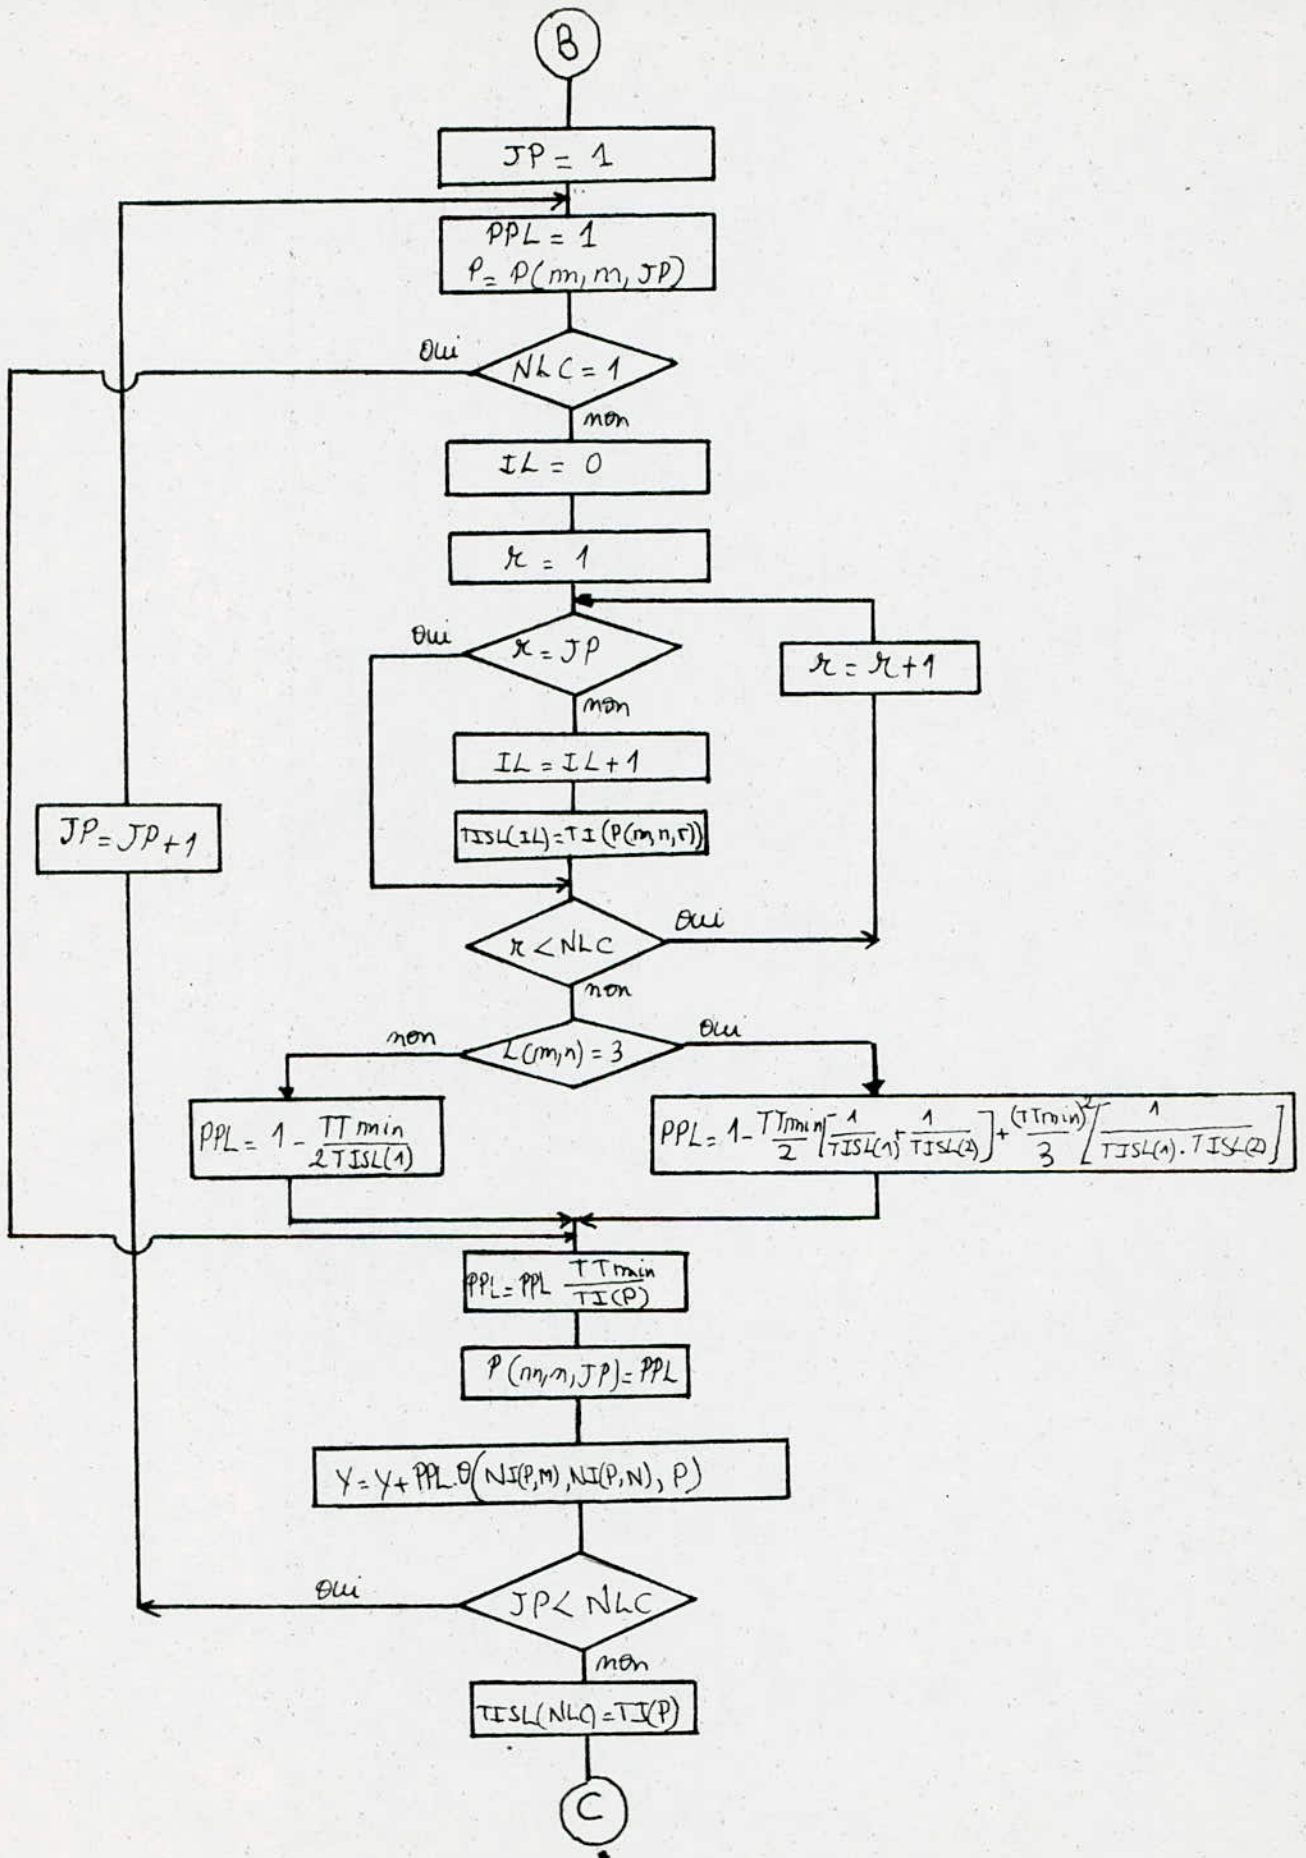 B
JP = 1
PPL = 1
P = P(m, n, JP)
oui
NLC = 1
non
IL = 0
r = 1
oui
r = JP
r = r+1
non
IL = IL+1
TISL(IL) = TI(P(m,n,r))
JP = JP+1
r < NLC
oui
non
non
L(m,n) = 3
oui
PPL = 1 - TTmin / 2TISL(1)
PPL = 1 - TTmin/2 [1/TISL(1) + 1/TISL(2)] + (TTmin)²/3 [1/TISL(1).TISL(2)]
PPL = PPL TTmin/TI(P)
P(m,n,JP) = PPL
Y = Y + PPL.θ(NI(P,M), NI(P,N), P)
oui
JP < NLC
non
TISL(NLC) = TI(P)
C